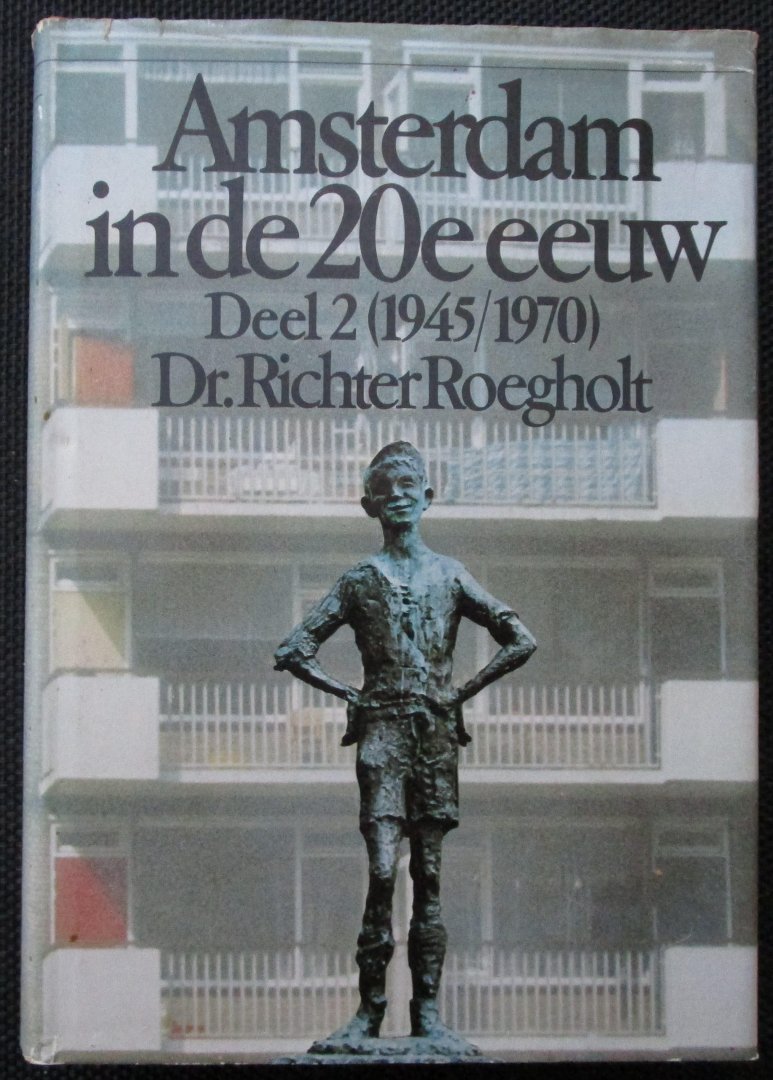 Amsterdam
in de 20e eeuw
Deel 2 (1945/1970)
Dr. Richter Roegholt